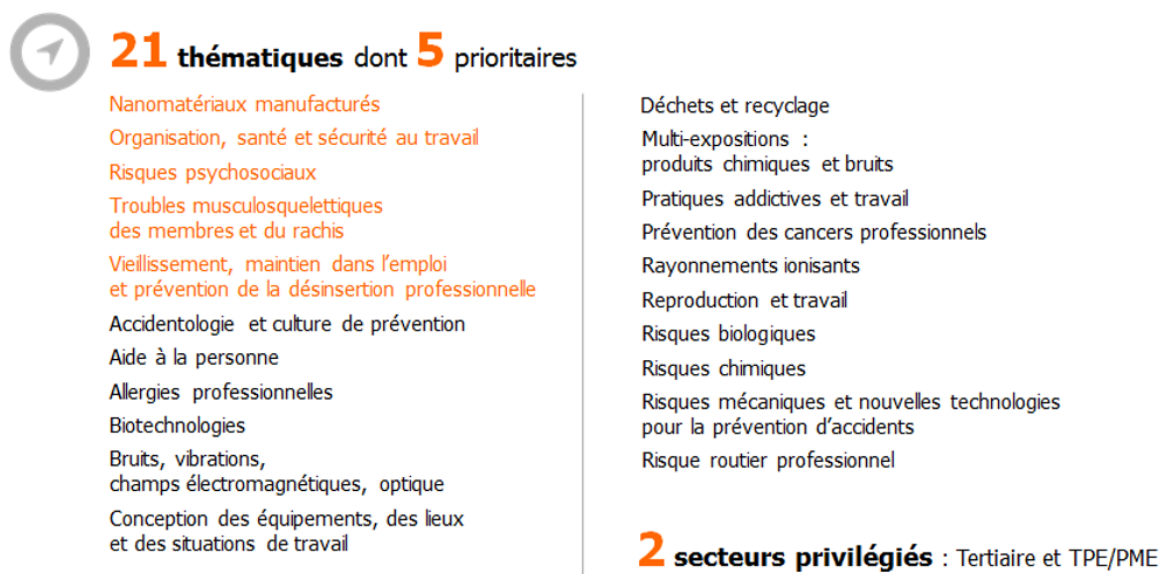 21 thématiques dont 5 prioritaires
Nanomatériaux manufacturés
Organisation, santé et sécurité au travail
Risques psychosociaux
Troubles musculosquelettiques
des membres et du rachis
Vieillissement, maintien dans l'emploi
et prévention de la désinsertion professionnelle
Accidentologie et culture de prévention
Aide à la personne
Allergies professionnelles
Biotechnologies
Bruits, vibrations,
champs électromagnétiques, optique
Conception des équipements, des lieux
et des situations de travail
Déchets et recyclage
Multi-expositions :
produits chimiques et bruits
Pratiques addictives et travail
Prévention des cancers professionnels
Rayonnements ionisants
Reproduction et travail
Risques biologiques
Risques chimiques
Risques mécaniques et nouvelles technologies
pour la prévention d'accidents
Risque routier professionnel
2 secteurs privilégiés : Tertiaire et TPE/PME